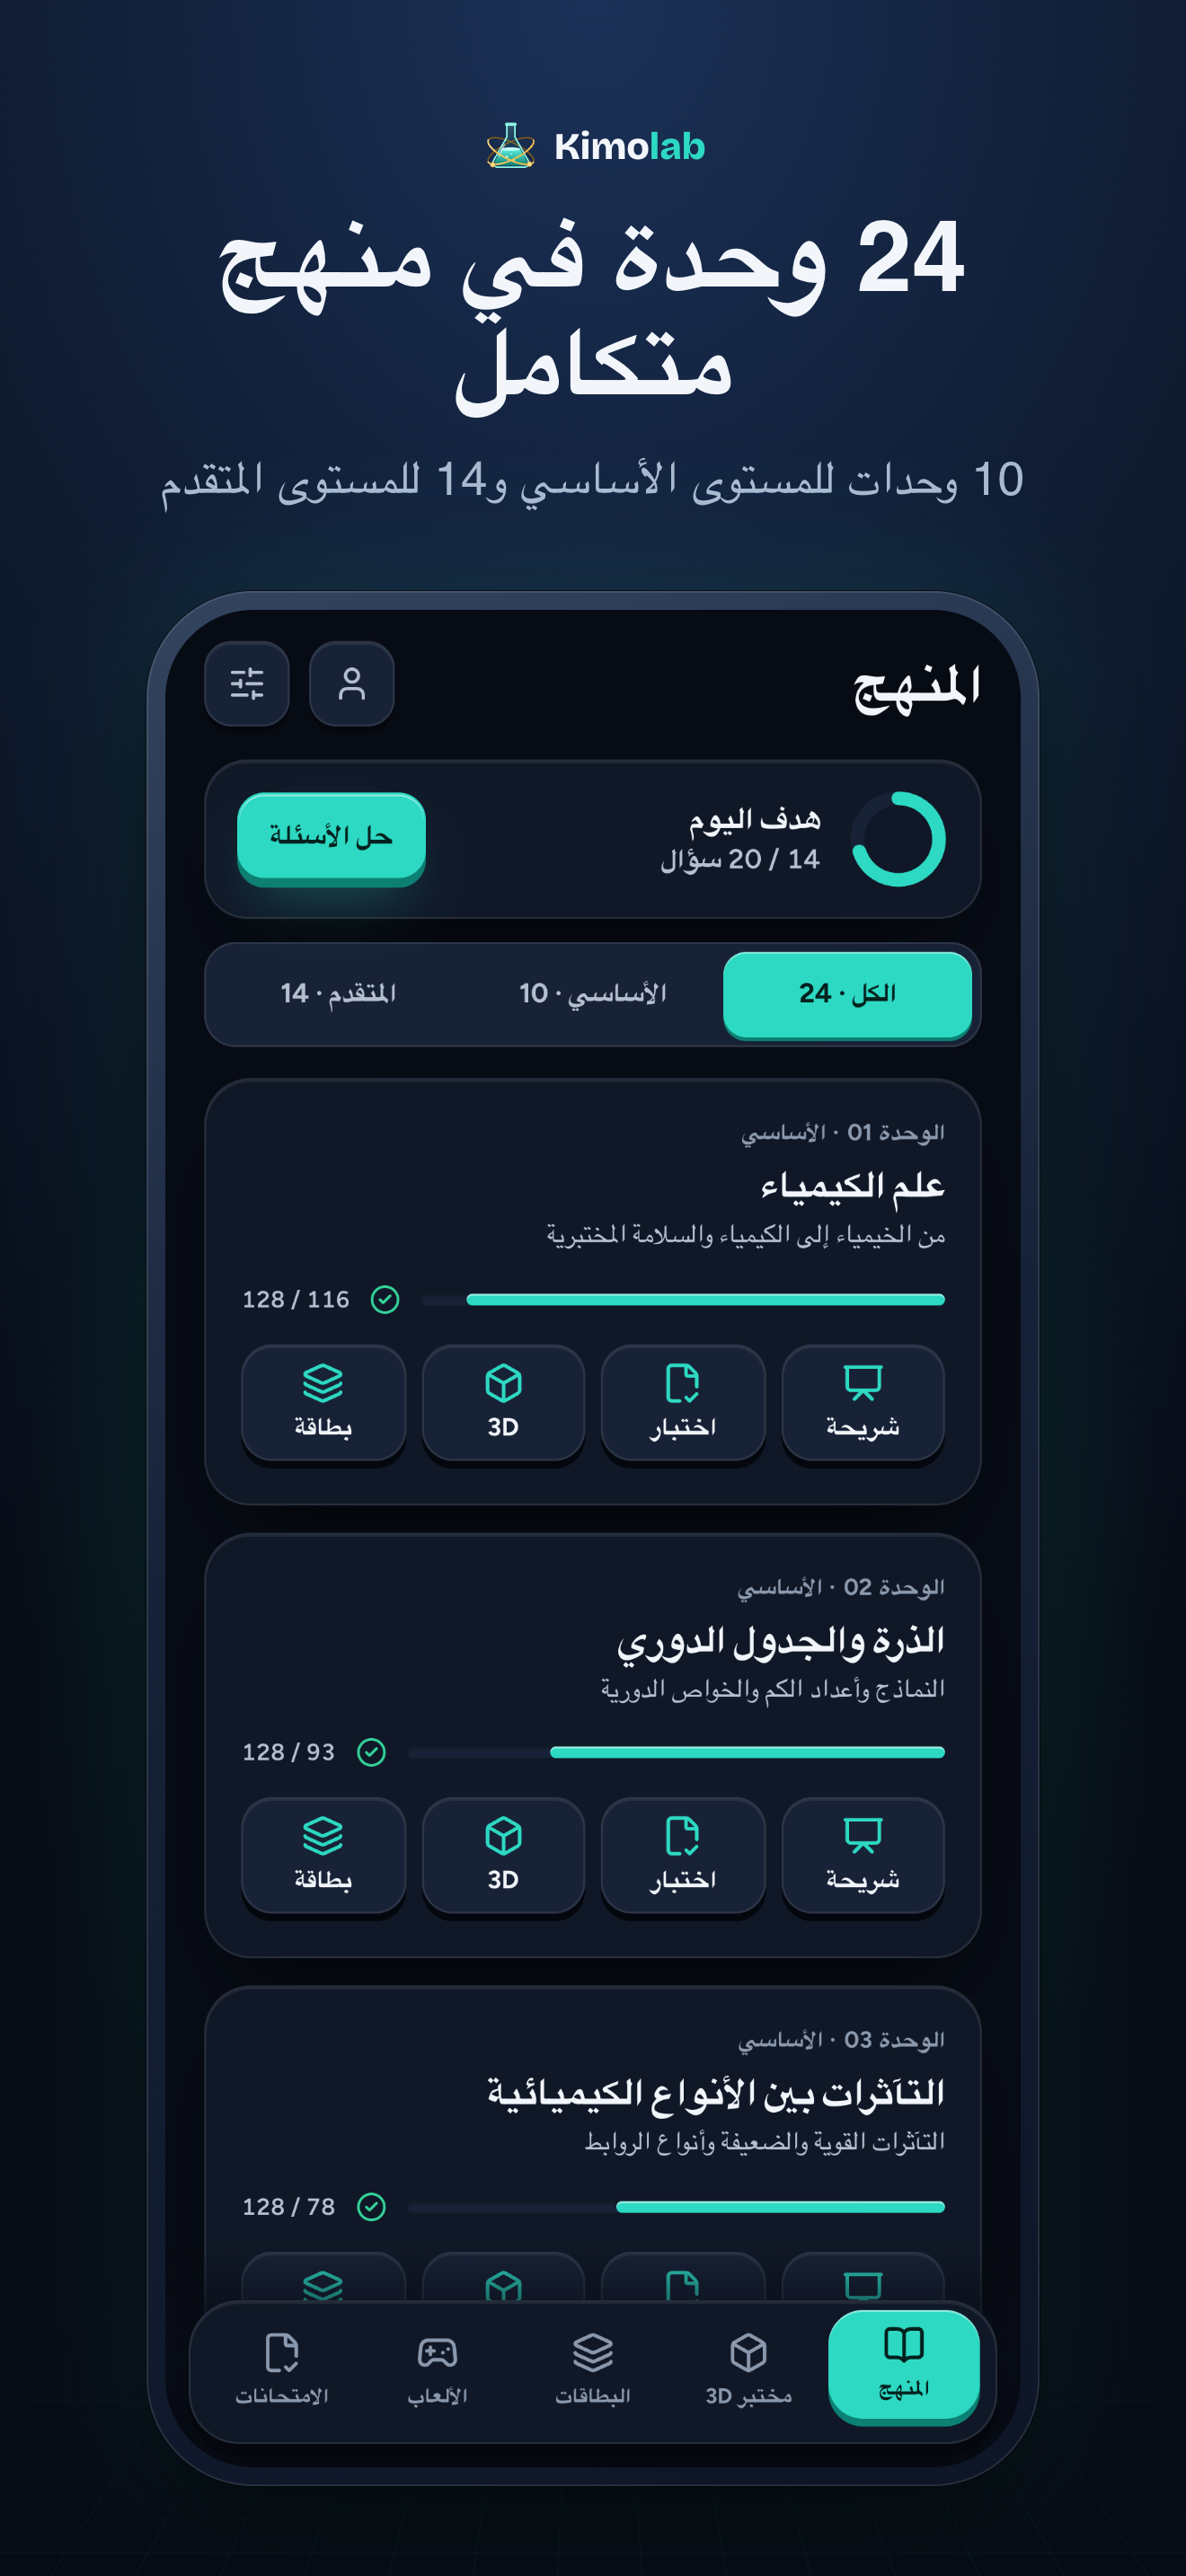 Kimolab
24 وحدة في منهج
متكامل
10 وحدات للمستوى الأساسي و14 للمستوى المتقدم
المنهج
هدف اليوم
14 / 20 سؤال
حل الأسئلة
الكل · 24
الأساسي · 10
المتقدم · 14
الوحدة 01 · الأساسي
علم الكيمياء
من الخيمياء إلى الكيمياء والسلامة المختبرية
116 / 128
شريحة
اختبار
3D
بطاقة
الوحدة 02 · الأساسي
الذرة والجدول الدوري
النماذج وأعداد الكم والخواص الدورية
93 / 128
شريحة
اختبار
3D
بطاقة
الوحدة 03 · الأساسي
التآثرات بين الأنواع الكيميائية
التآثرات القوية والضعيفة وأنواع الروابط
78 / 128
المنهج
مختبر 3D
البطاقات
الألعاب
الامتحانات